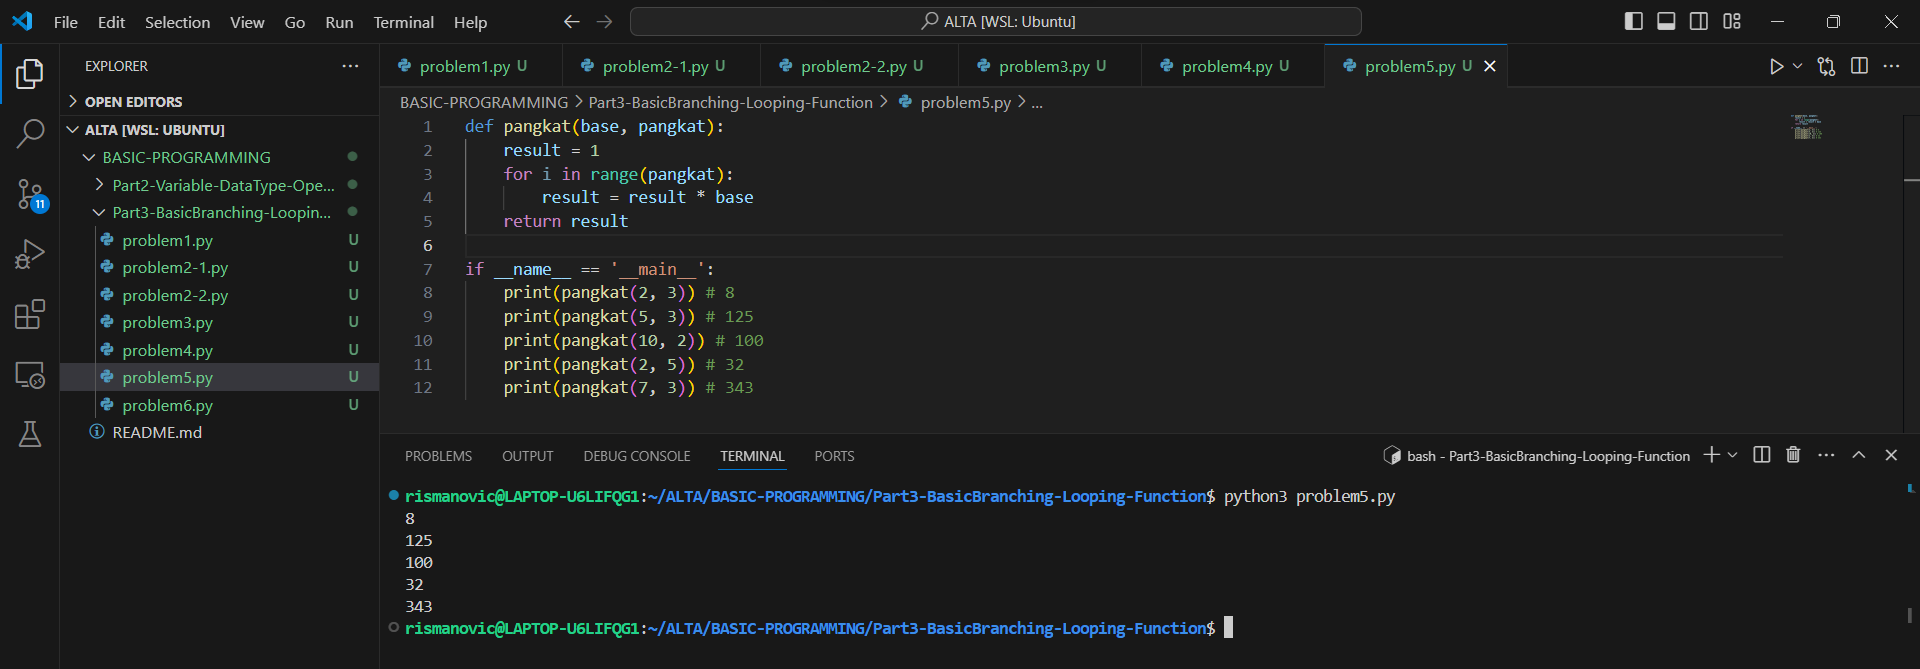 File Edit Selection View Go Run Terminal Help
ALTA [WSL: Ubuntu]
EXPLORER
OPEN EDITORS
ALTA [WSL: UBUNTU]
BASIC-PROGRAMMING
Part2-Variable-DataType-Ope...
Part3-BasicBranching-Loopin...
problem1.py U
problem2-1.py U
problem2-2.py U
problem3.py U
problem4.py U
problem5.py U
problem6.py U
README.md
11
problem1.py U problem2-1.py U problem2-2.py U problem3.py U problem4.py U problem5.py U
BASIC-PROGRAMMING > Part3-BasicBranching-Looping-Function > problem5.py > ...
1 def pangkat(base, pangkat):
2     result = 1
3     for i in range(pangkat):
4         result = result * base
5     return result
6
7 if __name__ == '__main__':
8     print(pangkat(2, 3)) # 8
9     print(pangkat(5, 3)) # 125
10     print(pangkat(10, 2)) # 100
11     print(pangkat(2, 5)) # 32
12     print(pangkat(7, 3)) # 343
PROBLEMS OUTPUT DEBUG CONSOLE TERMINAL PORTS
bash - Part3-BasicBranching-Looping-Function
rismanovic@LAPTOP-U6LIFQG1:~/ALTA/BASIC-PROGRAMMING/Part3-BasicBranching-Looping-Function$ python3 problem5.py
8
125
100
32
343
rismanovic@LAPTOP-U6LIFQG1:~/ALTA/BASIC-PROGRAMMING/Part3-BasicBranching-Looping-Function$